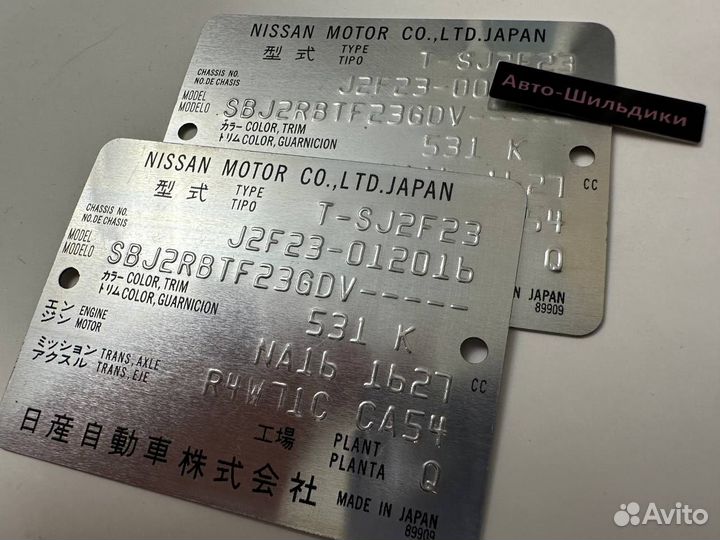 NISSAN MOTOR CO.,LTD.JAPAN
型式 TYPE TIPO T-SJ2F23
CHASSIS NO. NO.DE CHASIS J2F23-00
Авто-Шильдики
MODEL MODELO SBJ2RBTF23GDV-----
カラー COLOR, TRIM
トリム COLOR, GUARNICION 531 K
1627 CC
54
Q
N JAPAN
89909
NISSAN MOTOR CO.,LTD.JAPAN
型式 TYPE TIPO T-SJ2F23
CHASSIS NO. NO.DE CHASIS J2F23-012016
MODEL MODELO SBJ2RBTF23GDV-----
カラー COLOR, TRIM
トリム COLOR, GUARNICION 531 K
エンジン ENGINE MOTOR NA16 1627 CC
ミッション TRANS, AXLE
アクスル TRANS, EJE R4W71C CA54
工場 PLANT PLANTA Q
日産自動車株式会社 MADE IN JAPAN
89909
Avito